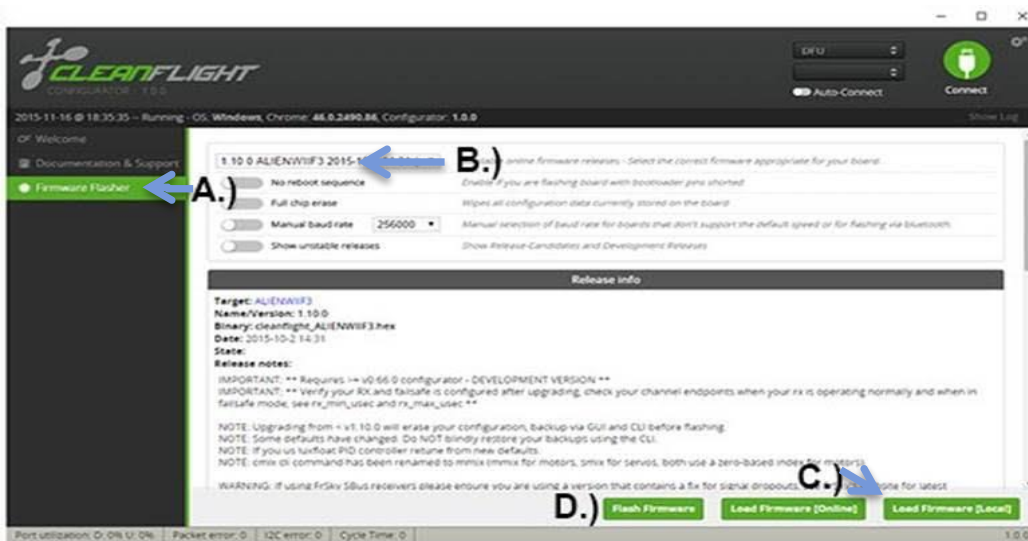 CLEANFLIGHT
CONFIGURATOR 1.0.0
DFU
Auto-Connect
Connect
2015-11-16 @ 18:35:35 -- Running - OS: Windows, Chrome: 46.0.2490.86, Configurator: 1.0.0
Show Log
Welcome
Documentation & Support
Firmware Flasher
A.)
1.10.0 ALIENWIIF3 2015-1
B.)
online firmware releases - Select the correct firmware appropriate for your board.
No reboot sequence
Enable if you are flashing board with bootloader pins shorted
Full chip erase
Wipes all configuration data currently stored on the board
Manual baud rate
256000
Manual selection of baud rate for boards that don't support the default speed or for flashing via bluetooth.
Show unstable releases
Show Release-Candidates and Development Releases
Release info
Target: ALIENWIIF3
Name/Version: 1.10.0
Binary: cleanflight_ALIENWIIF3.hex
Date: 2015-10-2 14:31
State:
Release notes:
IMPORTANT: ** Requires >= v0.66.0 configurator - DEVELOPMENT VERSION **
IMPORTANT: ** Verify your RX and failsafe is configured after upgrading, check your channel endpoints when your rx is operating normally and when in
failsafe mode, see rx_min_usec and rx_max_usec **
NOTE: Upgrading from < v1.10.0 will erase your configuration, backup via GUI and CLI before flashing.
NOTE: Some defaults have changed. Do NOT blindly restore your backups using the CLI.
NOTE: If you us luxfloat PID controller retune from new defaults.
NOTE: cmix cli command has been renamed to mmix (mmix for motors, smix for servos, both use a zero-based index for motors)
WARNING: If using FrSky SBus receivers please ensure you are using a version that contains a fix for signal dropouts, for latest
C.)
D.)
Flash Firmware
Load Firmware [Online]
Load Firmware [Local]
Port utilization: D: 0% U: 0%
Packet error: 0
I2C error: 0
Cycle Time: 0
1.0.0